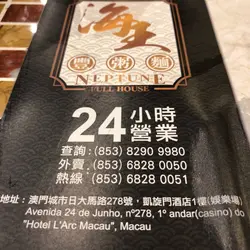 海王
豐粥麵
NEPTUNE
FULL HOUSE
24小時營業
查詢: (853) 8290 9980
外賣: (853) 6828 0050
熱線: (853) 6828 0051
地址: 澳門城市日大馬路278號, 凱旋門酒店1樓(娛樂場)
Avenida 24 de Junho, nº278, 1º andar(casino) do
"Hotel L'Arc Macau", Macau